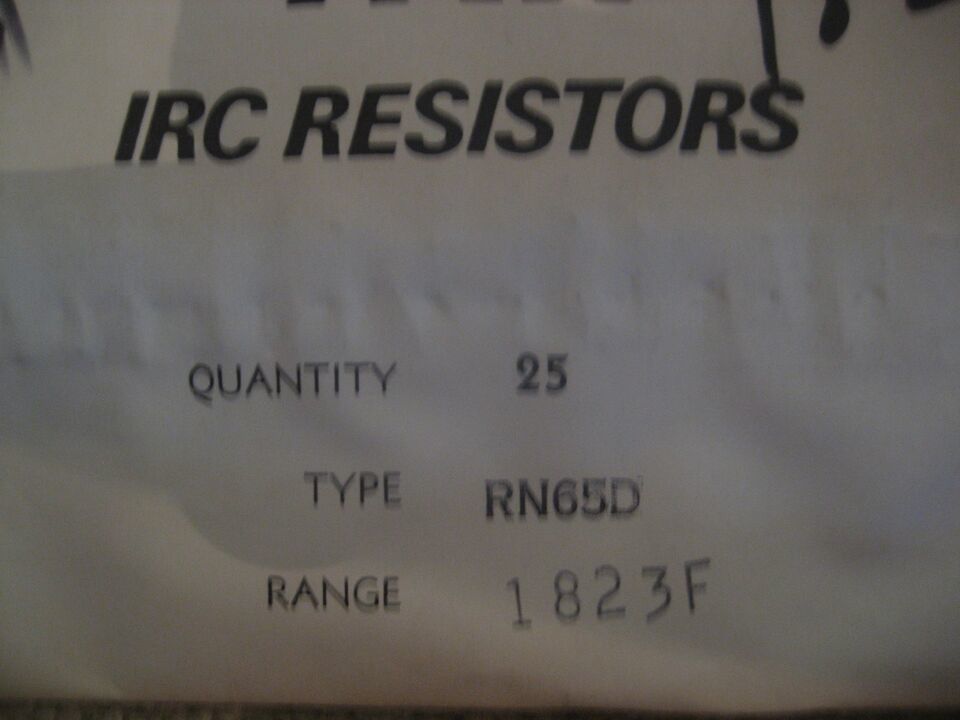 IRC RESISTORS
QUANTITY 25
TYPE RN65D
RANGE 1823F